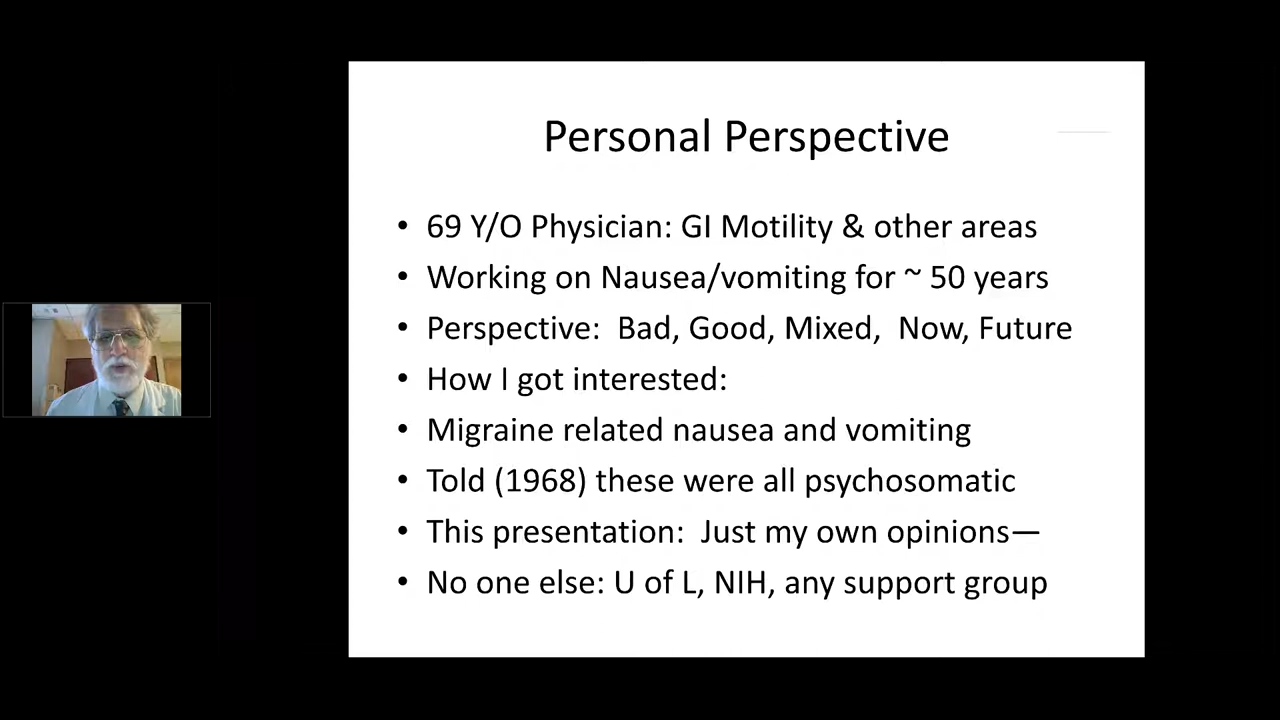 Personal Perspective
• 69 Y/O Physician: GI Motility & other areas
• Working on Nausea/vomiting for ~ 50 years
• Perspective:  Bad, Good, Mixed,  Now, Future
• How I got interested:
• Migraine related nausea and vomiting
• Told (1968) these were all psychosomatic
• This presentation:  Just my own opinions—
• No one else: U of L, NIH, any support group